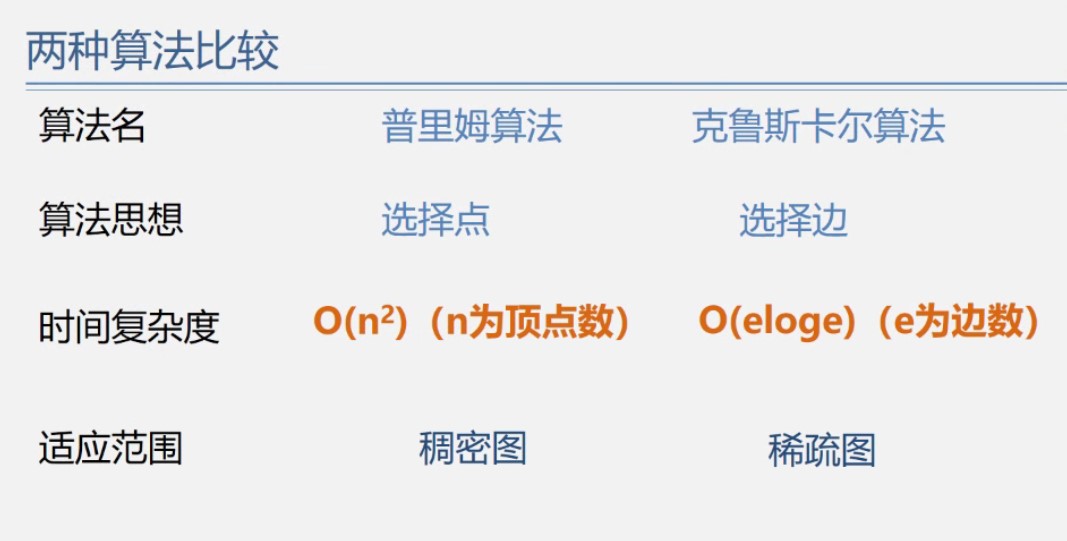 两种算法比较
算法名 普里姆算法 克鲁斯卡尔算法
算法思想 选择点 选择边
时间复杂度 O(n²)（n为顶点数） O(eloge)（e为边数）
适应范围 稠密图 稀疏图